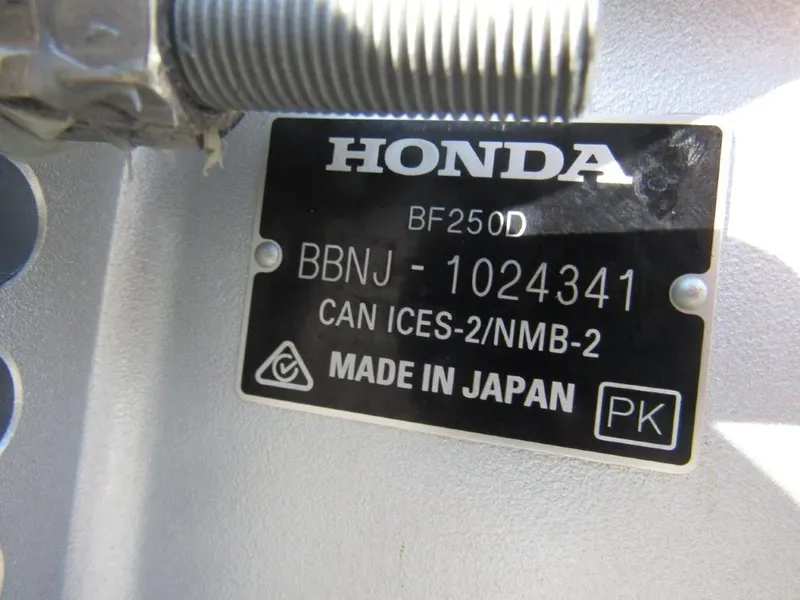 HONDA
BF250D
BBNJ - 1024341
CAN ICES-2/NMB-2
MADE IN JAPAN
PK